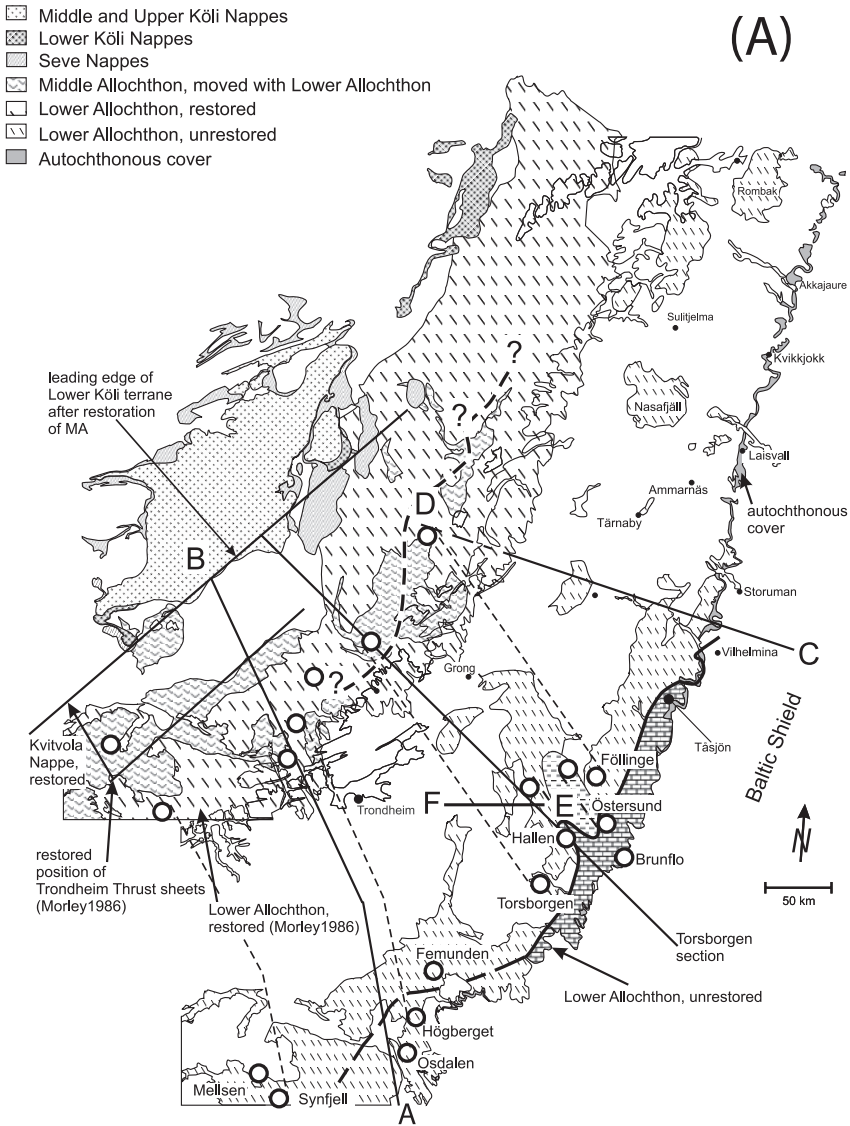 (A)
Middle and Upper Köli Nappes
Lower Köli Nappes
Seve Nappes
Middle Allochthon, moved with Lower Allochthon
Lower Allochthon, restored
Lower Allochthon, unrestored
Autochthonous cover
Rombak
Akkajaure
Sulitjelma
Kvikkjokk
?
leading edge of
Lower Köli terrane
after restoration
of MA
?
Nasafjäll
Laisvall
Ammarnäs
D
Tärnaby
autochthonous
cover
B
Storuman
Vilhelmina
C
Grong
?
Kvitvola
Nappe,
restored
Tåsjön
Föllinge
Baltic Shield
Trondheim
F
E
Östersund
Hallen
Brunflo
N
restored
position of
Trondheim Thrust sheets
(Morley1986)
50 km
Lower Allochthon,
restored (Morley1986)
Torsborgen
Torsborgen
section
Femunden
Lower Allochthon, unrestored
Högberget
Osdalen
Mellsen
Synfjell
A